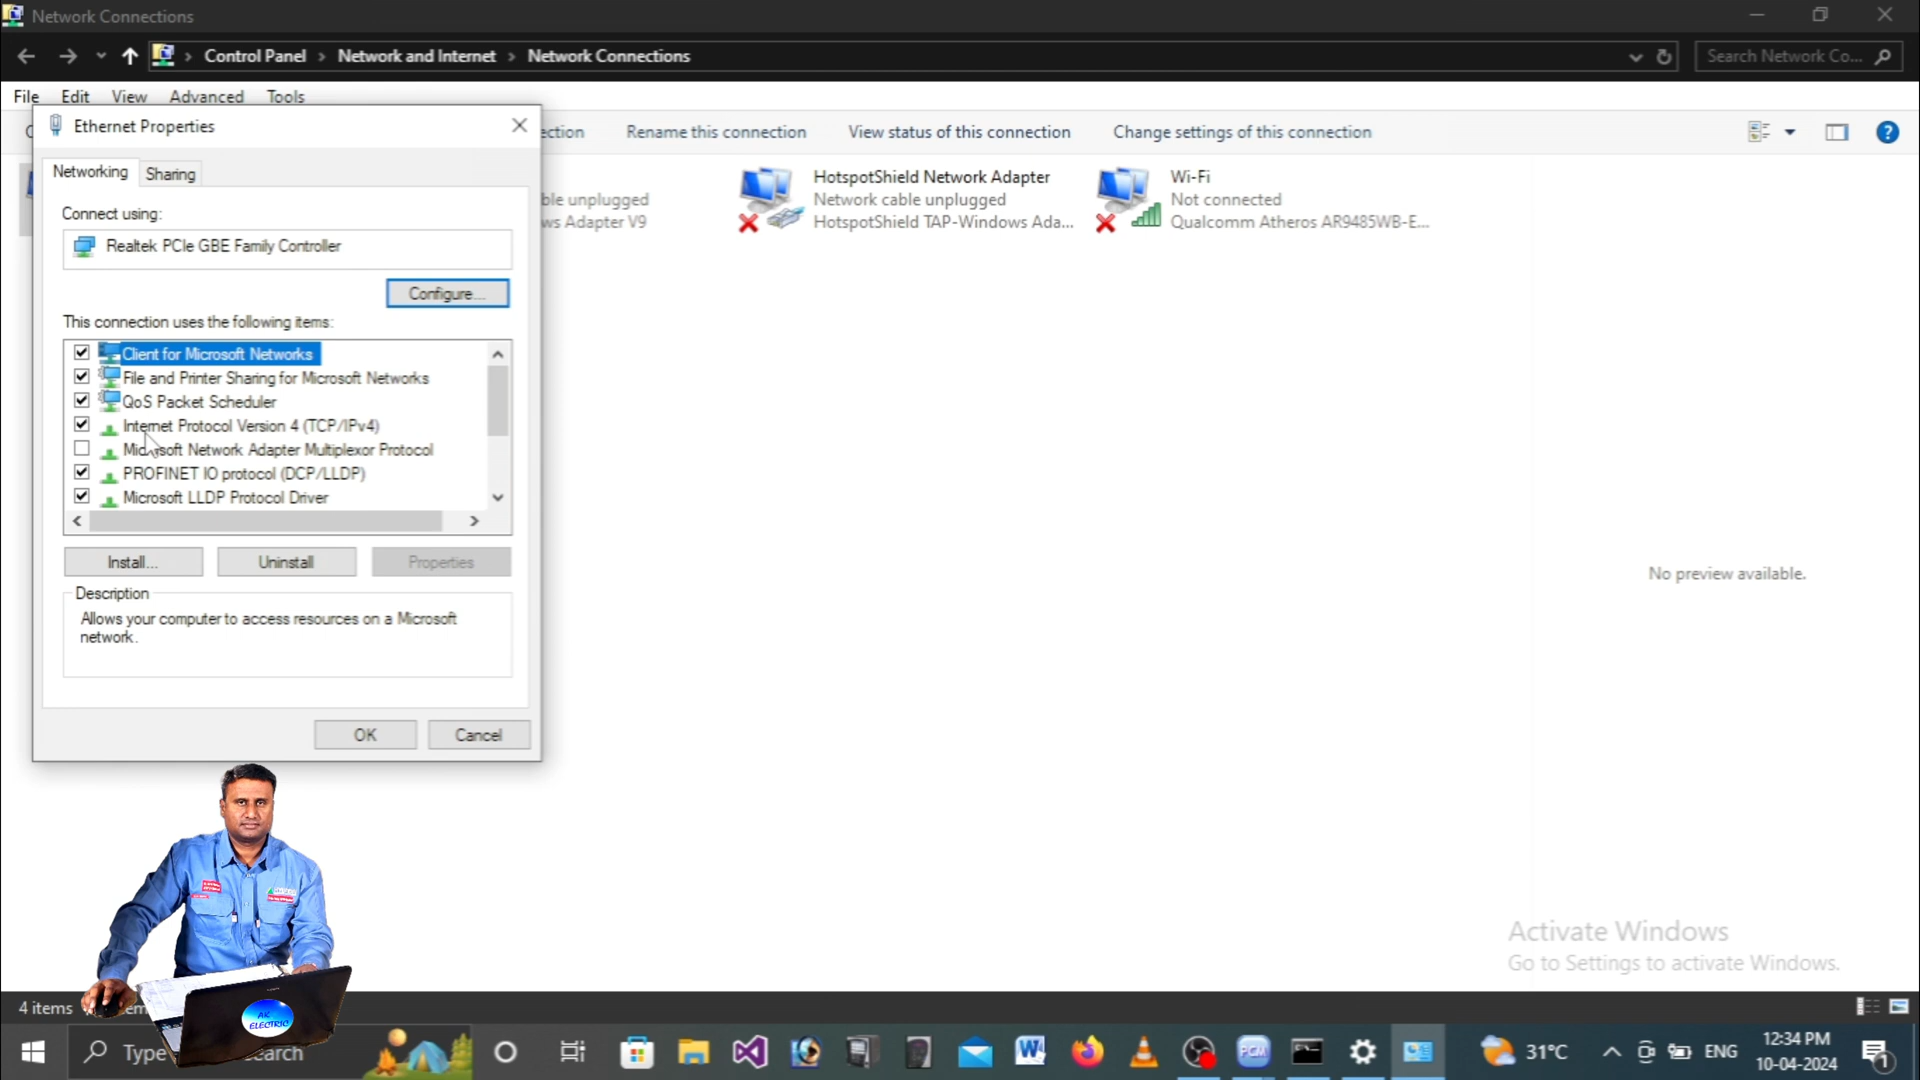 Network Connections
Control Panel > Network and Internet > Network Connections
Search Network Co...
File Edit View Advanced Tools
Ethernet Properties
ection Rename this connection View status of this connection Change settings of this connection
Networking Sharing
Connect using:
Realtek PCIe GBE Family Controller
Configure...
ble unplugged
ws Adapter V9
HotspotShield Network Adapter
Network cable unplugged
HotspotShield TAP-Windows Ada...
Wi-Fi
Not connected
Qualcomm Atheros AR9485WB-E...
This connection uses the following items:
Client for Microsoft Networks
File and Printer Sharing for Microsoft Networks
QoS Packet Scheduler
Internet Protocol Version 4 (TCP/IPv4)
Microsoft Network Adapter Multiplexor Protocol
PROFINET IO protocol (DCP/LLDP)
Microsoft LLDP Protocol Driver
Install... Uninstall Properties
Description
Allows your computer to access resources on a Microsoft
network.
OK Cancel
No preview available.
Activate Windows
Go to Settings to activate Windows.
4 items
AK
ELECTRIC
Type earch
PGM
31°C
ENG
12:34 PM
10-04-2024
1